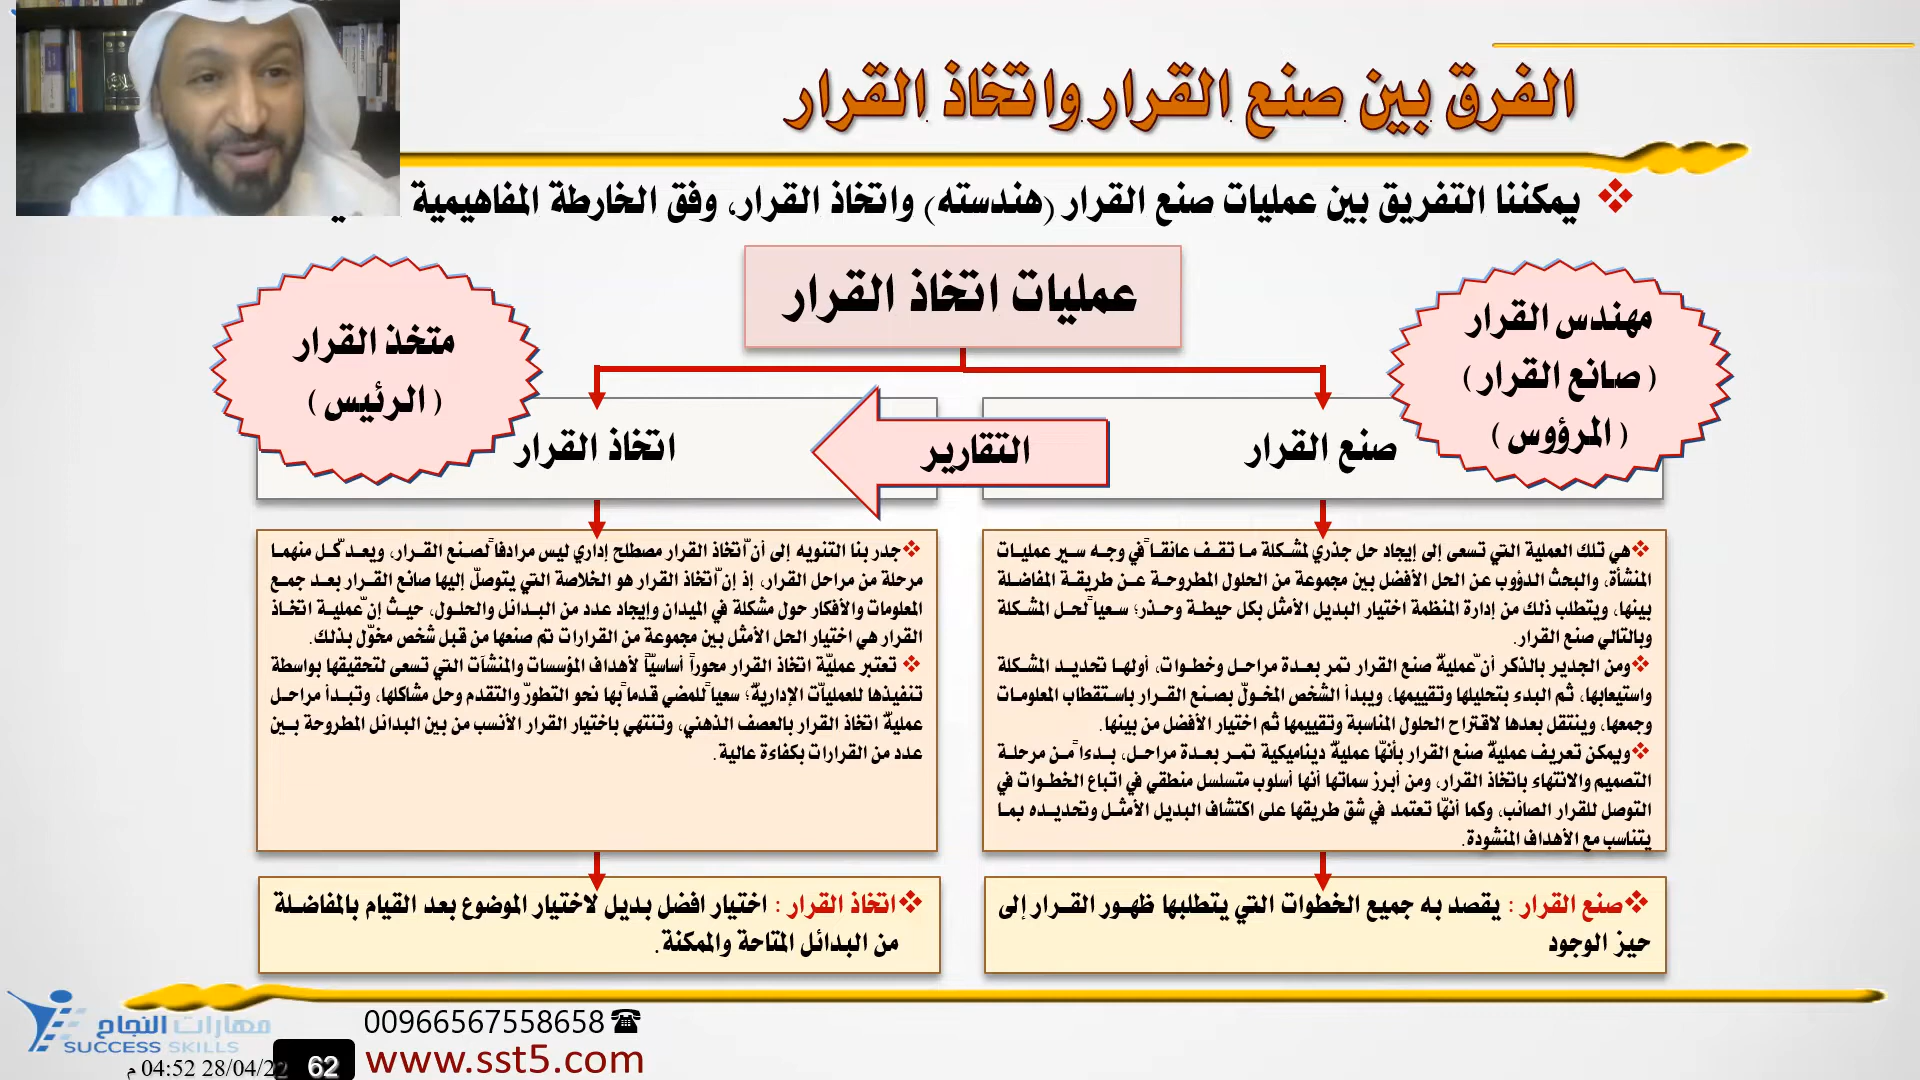 الفرق بين صنع القرار واتخاذ القرار
❖ يمكننا التفريق بين عمليات صنع القرار (هندسته) واتخاذ القرار، وفق الخارطة المفاهيمية
عمليات اتخاذ القرار
مهندس القرار
(صانع القرار)
(المرؤوس)
متخذ القرار
(الرئيس)
صنع القرار
التقارير
اتخاذ القرار
❖هي تلك العملية التي تسعى إلى إيجاد حل جذري لمشكلة ما تقف عائقاً في وجه سير عمليات
المنشأة، والبحث الدؤوب عن الحل الأفضل بين مجموعة من الحلول المطروحة عن طريقة المفاضلة
بينها، ويتطلب ذلك من إدارة المنظمة اختيار البديل الأمثل بكل حيطة وحذر؛ سعياً لحل المشكلة
وبالتالي صنع القرار.
❖ومن الجدير بالذكر أنّ عملية صنع القرار تمر بعدة مراحل وخطوات، أولها تحديد المشكلة
واستيعابها، ثم البدء بتحليلها وتقييمها، ويبدأ الشخص المخوّل بصنع القرار باستقطاب المعلومات
وجمعها، وينتقل بعدها لاقتراح الحلول المناسبة وتقييمها ثم اختيار الأفضل من بينها.
❖ويمكن تعريف عملية صنع القرار بأنهّا عملية ديناميكية تمر بعدة مراحل، بدءاً من مرحلة
التصميم والانتهاء باتخاذ القرار، ومن أبرز سماتها أنها أسلوب متسلسل منطقي في اتباع الخطوات في
التوصل للقرار الصائب، وكما أنهّا تعتمد في شق طريقها على اكتشاف البديل الأمثل وتحديده بما
يتناسب مع الأهداف المنشودة.
❖جدر بنا التنويه إلى أنّ اتخاذ القرار مصطلح إداري ليس مرادفاً لصنع القرار، ويعد كّل منهما
مرحلة من مراحل القرار، إذ إنّ اتخاذ القرار هو الخلاصة التي يتوصلّ إليها صانع القرار بعد جمع
المعلومات والأفكار حول مشكلة في الميدان وإيجاد عدد من البدائل والحلول، حيث إنّ عملية اتخاذ
القرار هي اختيار الحل الأمثل بين مجموعة من القرارات تم صنعها من قبل شخص مخوّل بذلك.
❖ تعتبر عمليّة اتخاذ القرار محوراً أساسيّاً لأهداف المؤسسات والمنشآت التي تسعى لتحقيقها بواسطة
تنفيذها للعمليّات الإدارية؛ سعياً للمضي قدماً بها نحو التطورّ والتقدم وحل مشاكلها، وتبدأ مراحل
عملية اتخاذ القرار بالعصف الذهني، وتنتهي باختيار القرار الأنسب من بين البدائل المطروحة بين
عدد من القرارات بكفاءة عالية.
❖صنع القرار : يقصد به جميع الخطوات التي يتطلبها ظهور القرار إلى
حيز الوجود
❖اتخاذ القرار : اختيار افضل بديل لاختيار الموضوع بعد القيام بالمفاضلة
من البدائل المتاحة والممكنة.
مهارات النجاح
SUCCESS SKILLS
00966567558658 ☎
www.sst5.com
62
28/04/22 04:52 م